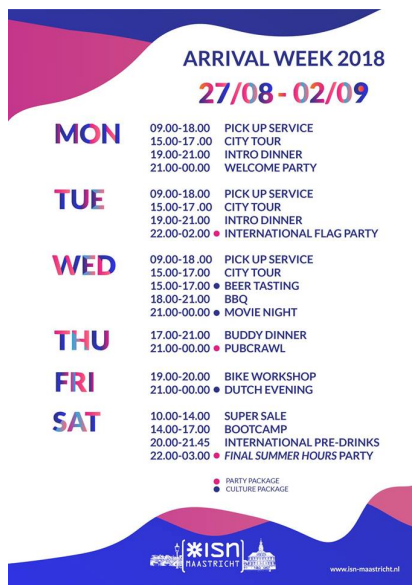 ARRIVAL WEEK 2018
27/08 - 02/09
MON
09.00-18.00 PICK UP SERVICE
15.00-17 .00 CITY TOUR
19.00-21.00 INTRO DINNER
21.00-00.00 WELCOME PARTY
TUE
09.00-18.00 PICK UP SERVICE
15.00-17 .00 CITY TOUR
19.00-21.00 INTRO DINNER
22.00-02.00 INTERNATIONAL FLAG PARTY
WED
09.00-18 .00 PICK UP SERVICE
15.00-17.00 CITY TOUR
15.00-17.00 BEER TASTING
18.00-21.00 BBQ
21.00-00.00 MOVIE NIGHT
THU
17.00-21.00 BUDDY DINNER
21.00-00.00 PUBCRAWL
FRI
19.00-20.00 BIKE WORKSHOP
21.00-00.00 DUTCH EVENING
SAT
10.00-14.00 SUPER SALE
14.00-17.00 BOOTCAMP
20.00-21.45 INTERNATIONAL PRE-DRINKS
22.00-03.00 FINAL SUMMER HOURS PARTY
PARTY PACKAGE
CULTURE PACKAGE
isn
MAASTRICHT
www.isn-maastricht.nl